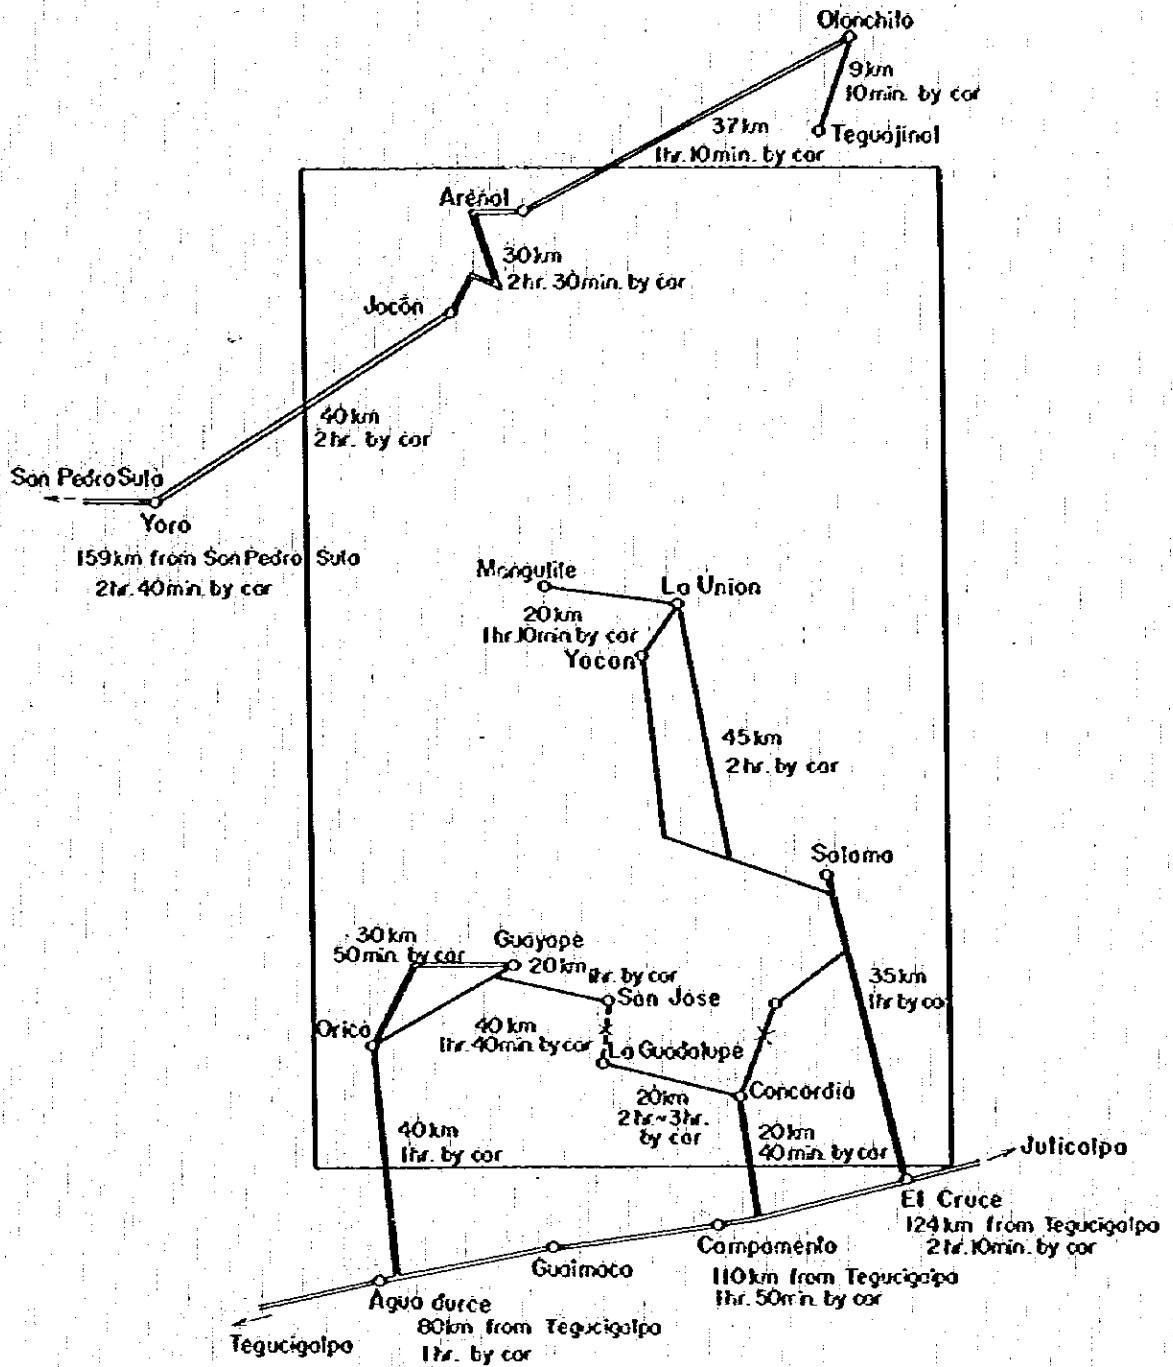 Olanchito
9km
10min. by car
Teguajinal
37km
1hr.10min. by car
Arenal
30km
2hr. 30min. by car
Jocón
40km
2hr. by car
San Pedro Sula
Yoro
159km from San Pedro Sula
2hr. 40min. by car
Mangulile
La Union
20km
1hr.10min by car
Yocon
45km
2hr. by car
Salama
30km
50min. by car
Guayape
20km
1hr. by car
San Jose
35km
1hr by car
Orica
40km
1hr. 40min. by car
La Guadalupe
Concordia
20km
2hr~3hr.
by car
20km
40min. by car
40km
1hr. by car
Juticalpa
El Cruce
124km from Tegucigalpa
2hr.10min. by car
Campamento
110km from Tegucigalpa
1hr. 50min. by car
Guaimaca
Agua durce
80km from Tegucigalpa
1hr. by car
Tegucigalpa